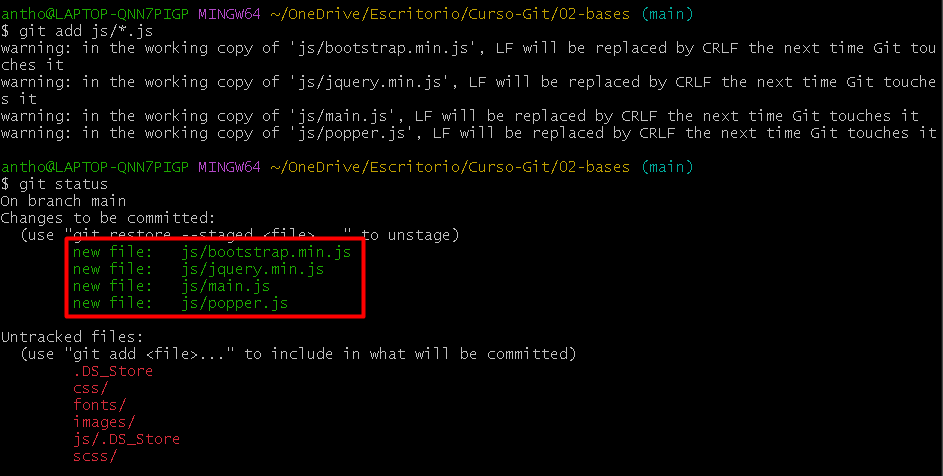 antho@LAPTOP-QNN7PIGP MINGW64 ~/OneDrive/Escritorio/Curso-Git/02-bases (main)
$ git add js/*.js
warning: in the working copy of 'js/bootstrap.min.js', LF will be replaced by CRLF the next time Git tou
ches it
warning: in the working copy of 'js/jquery.min.js', LF will be replaced by CRLF the next time Git touche
s it
warning: in the working copy of 'js/main.js', LF will be replaced by CRLF the next time Git touches it
warning: in the working copy of 'js/popper.js', LF will be replaced by CRLF the next time Git touches it
antho@LAPTOP-QNN7PIGP MINGW64 ~/OneDrive/Escritorio/Curso-Git/02-bases (main)
$ git status
On branch main
Changes to be committed:
(use "git restore --staged <file>..." to unstage)
new file: js/bootstrap.min.js
new file: js/jquery.min.js
new file: js/main.js
new file: js/popper.js
Untracked files:
(use "git add <file>..." to include in what will be committed)
.DS_Store
css/
fonts/
images/
js/.DS_Store
scss/